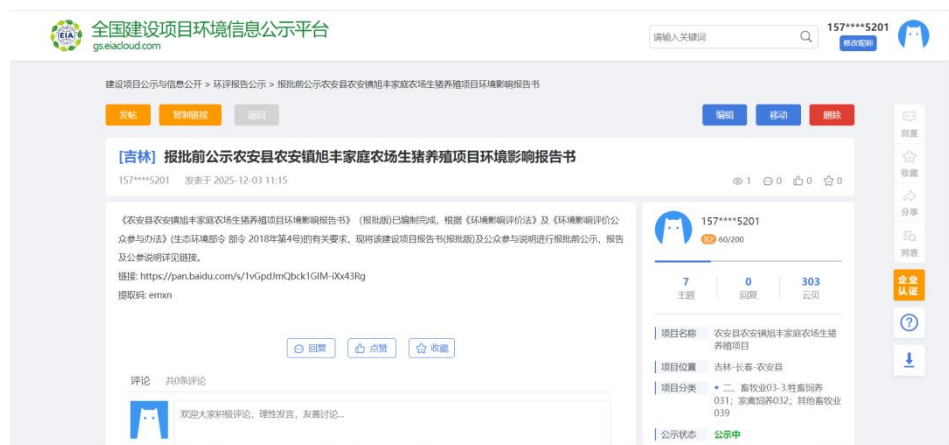 全国建设项目环境信息公示平台
gs.eiacloud.com
请输入关键词
157****5201
修改昵称
建设项目公示与信息公开 > 环评报告公示 > 报批前公示农安县农安镇旭丰家庭农场生猪养殖项目环境影响报告书
发帖 复制链接 返回 编辑 移动 删除
[吉林] 报批前公示农安县农安镇旭丰家庭农场生猪养殖项目环境影响报告书
157****5201 发表于 2025-12-03 11:15 1 0 0 0
《农安县农安镇旭丰家庭农场生猪养殖项目环境影响报告书》（报批版)已编制完成，根据《环境影响评价法》及《环境影响评价公
众参与办法》(生态环境部令 部令 2018年第4号)的有关要求，现将该建设项目报告书(报批版)及公众参与说明进行报批前公示，报告
及公参说明详见链接。
链接: https://pan.baidu.com/s/1vGpdJmQbck1GIM-iXx43Rg
提取码: emxn
回复 点赞 收藏
评论 共0条评论
欢迎大家积极评论，理性发言，友善讨论...
157****5201
60/200
7 0 303
主题 回复 云贝
项目名称 农安县农安镇旭丰家庭农场生猪
养殖项目
项目位置 吉林-长春-农安县
项目分类 • 二、畜牧业03-3.牲畜饲养
031；家禽饲养032；其他畜牧业
039
公示状态 公示中
回复
收藏
分享
列表
企业
认证